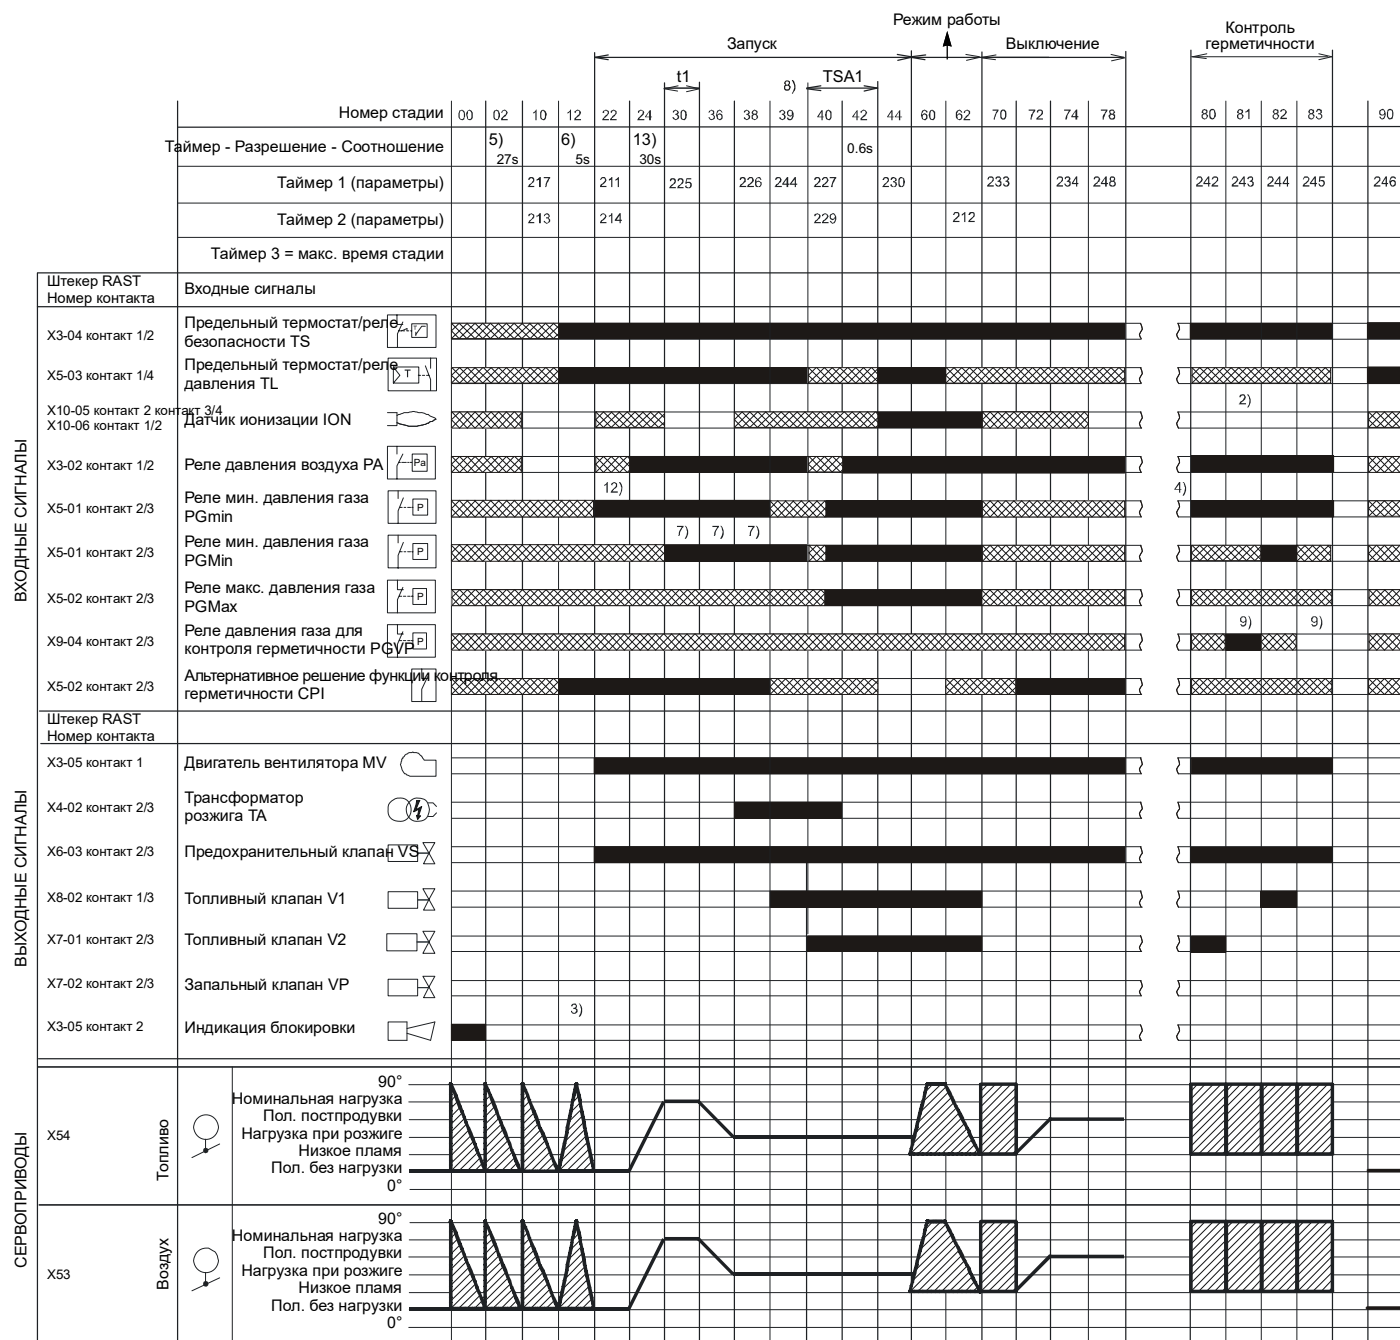 Режим работы
Запуск
Выключение
Контроль
герметичности
t1
8)
TSA1
Номер стадии 00 02 10 12 22 24 30 36 38 39 40 42 44 60 62 70 72 74 78 80 81 82 83 90
Таймер - Разрешение - Соотношение 5) 27s 6) 5s 13) 30s 0.6s
Таймер 1 (параметры) 217 211 225 226 244 227 230 233 234 248 242 243 244 245 246
Таймер 2 (параметры) 213 214 229 212
Таймер 3 = макс. время стадии
Штекер RAST
Номер контакта
Входные сигналы
ВХОДНЫЕ СИГНАЛЫ
X3-04 контакт 1/2
Предельный термостат/реле
безопасности TS
X5-03 контакт 1/4
Предельный термостат/реле
давления TL
T
2)
X10-05 контакт 2 контакт 3/4
X10-06 контакт 1/2
Датчик ионизации ION
X3-02 контакт 1/2
Реле давления воздуха PA
Pa
12)
4)
X5-01 контакт 2/3
Реле мин. давления газа
PGmin
P
7) 7) 7)
X5-01 контакт 2/3
Реле мин. давления газа
PGMin
P
X5-02 контакт 2/3
Реле макс. давления газа
PGMax
P
9) 9)
X9-04 контакт 2/3
Реле давления газа для
контроля герметичности PGVP
P
X5-02 контакт 2/3
Альтернативное решение функции контроля
герметичности CPI
Штекер RAST
Номер контакта
ВЫХОДНЫЕ СИГНАЛЫ
X3-05 контакт 1
Двигатель вентилятора MV
X4-02 контакт 2/3
Трансформатор
розжига TA
X6-03 контакт 2/3
Предохранительный клапан VS
X8-02 контакт 1/3
Топливный клапан V1
X7-01 контакт 2/3
Топливный клапан V2
X7-02 контакт 2/3
Запальный клапан VP
3)
X3-05 контакт 2
Индикация блокировки
СЕРВОПРИВОДЫ
X54
Топливо
90°
Номинальная нагрузка
Пол. постпродувки
Нагрузка при розжиге
Низкое пламя
Пол. без нагрузки
0°
X53
Воздух
90°
Номинальная нагрузка
Пол. постпродувки
Нагрузка при розжиге
Низкое пламя
Пол. без нагрузки
0°